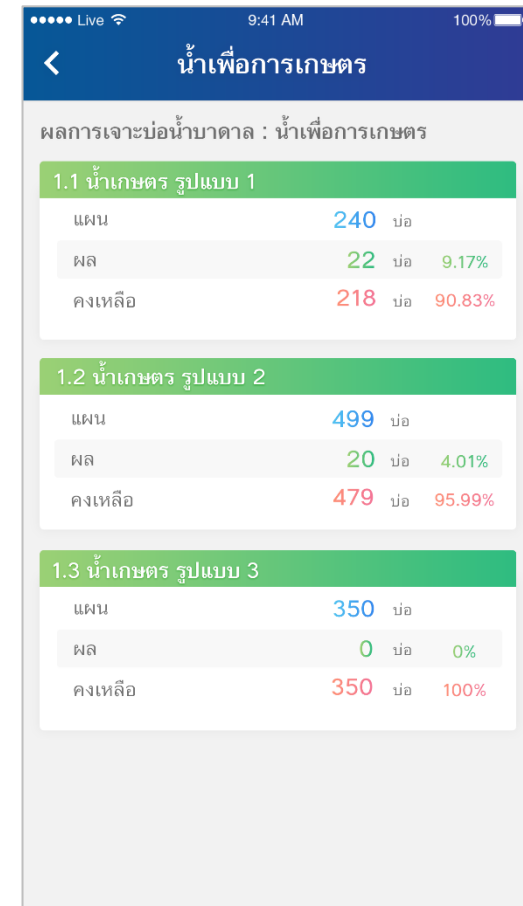 Live 9:41 AM 100%
น้ำเพื่อการเกษตร
ผลการเจาะบ่อน้ำบาดาล : น้ำเพื่อการเกษตร
1.1 น้ำเกษตร รูปแบบ 1
แผน 240 บ่อ
ผล 22 บ่อ 9.17%
คงเหลือ 218 บ่อ 90.83%
1.2 น้ำเกษตร รูปแบบ 2
แผน 499 บ่อ
ผล 20 บ่อ 4.01%
คงเหลือ 479 บ่อ 95.99%
1.3 น้ำเกษตร รูปแบบ 3
แผน 350 บ่อ
ผล 0 บ่อ 0%
คงเหลือ 350 บ่อ 100%